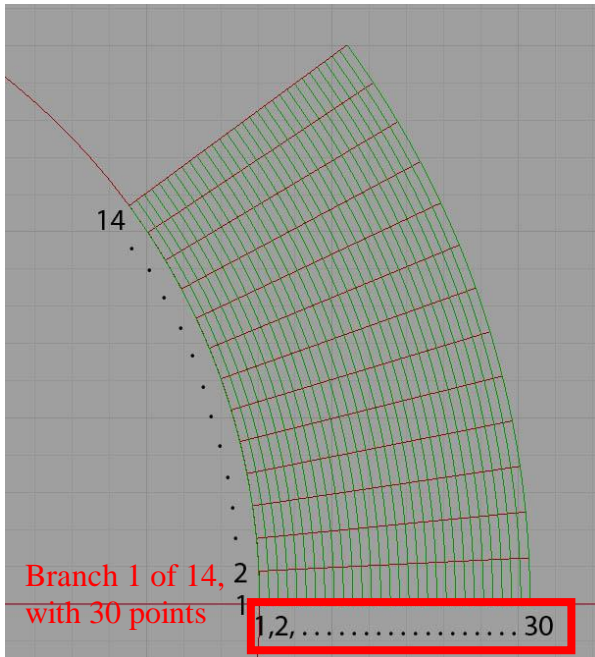 14
2
1
Branch 1 of 14,
with 30 points
1,2, . . . . . . . . . . . . . . . . . . 30